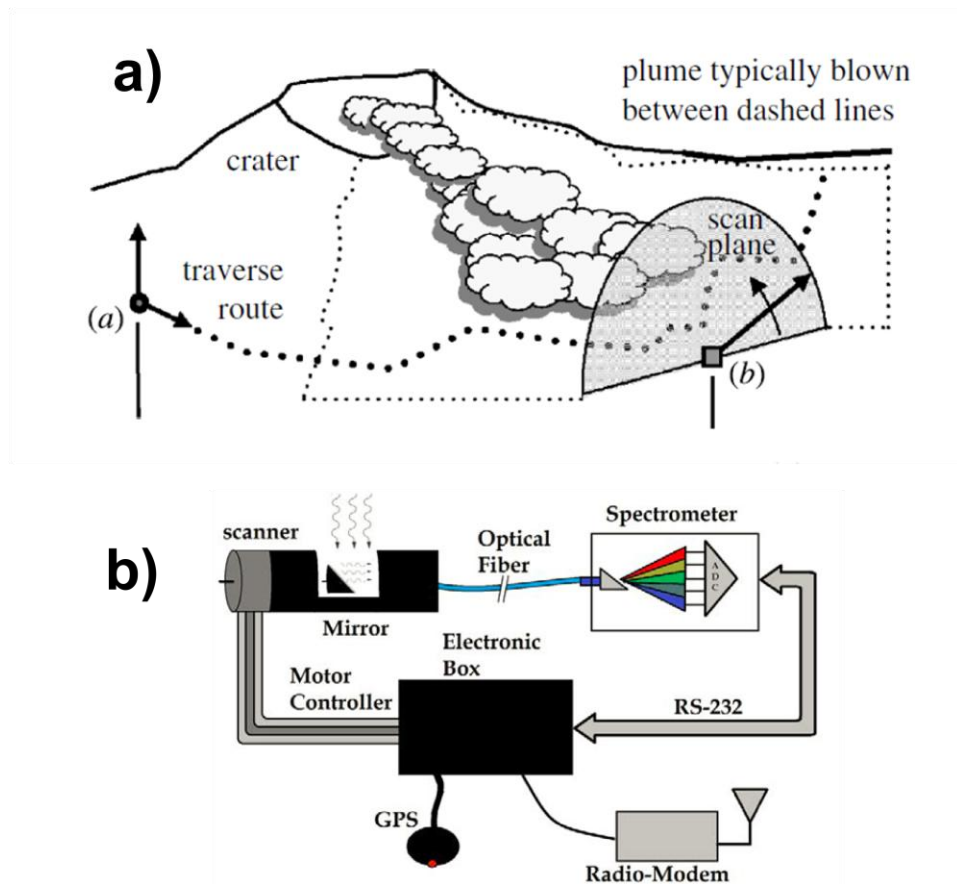 a)
plume typically blown
between dashed lines
crater
scan
plane
traverse
route
(a)
(b)
b)
scanner
Mirror
Optical
Fiber
Spectrometer
A
D
C
Electronic
Box
Motor
Controller
RS-232
GPS
Radio-Modem